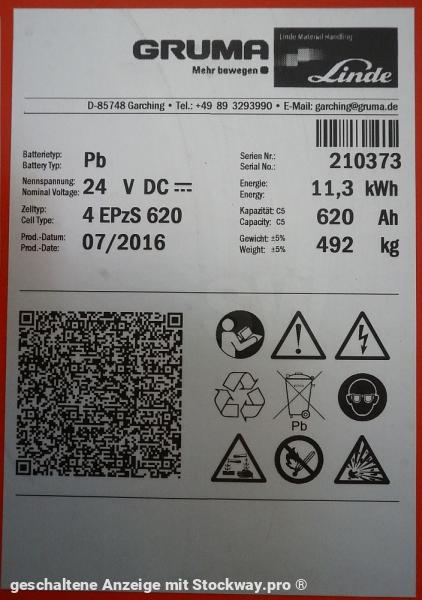 GRUMA
Mehr bewegen
Linde Material Handling
Linde
D-85748 Garching • Tel.: +49 89 3293990 • E-Mail: garching@gruma.de
Batterietyp: Pb Serien Nr.: 210373
Battery Typ: Serial No.:
Nennspannung: 24 V DC Energie: 11,3 kWh
Nominal Voltage: Energy:
Zelltyp: 4 EPzS 620 Kapazität: C5 620 Ah
Cell Type: Capacity: C5
Prod.-Datum: 07/2016 Gewicht: ±5% 492 kg
Prod.-Date: Weight: ±5%
Pb
geschaltene Anzeige mit Stockway.pro ®